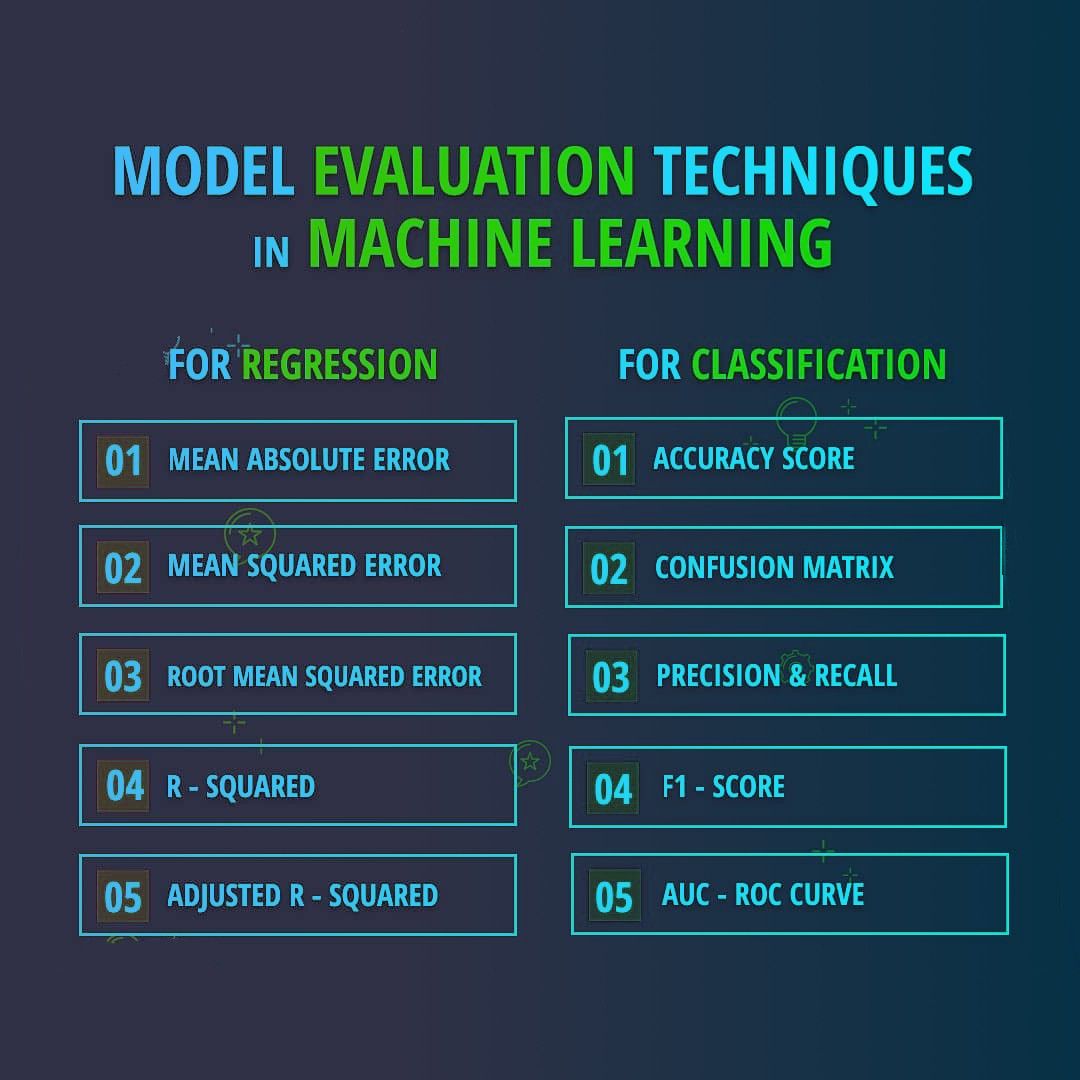 MODEL EVALUATION TECHNIQUES
IN MACHINE LEARNING
FOR REGRESSION
01 MEAN ABSOLUTE ERROR
02 MEAN SQUARED ERROR
03 ROOT MEAN SQUARED ERROR
04 R - SQUARED
05 ADJUSTED R - SQUARED
FOR CLASSIFICATION
01 ACCURACY SCORE
02 CONFUSION MATRIX
03 PRECISION & RECALL
04 F1 - SCORE
05 AUC - ROC CURVE